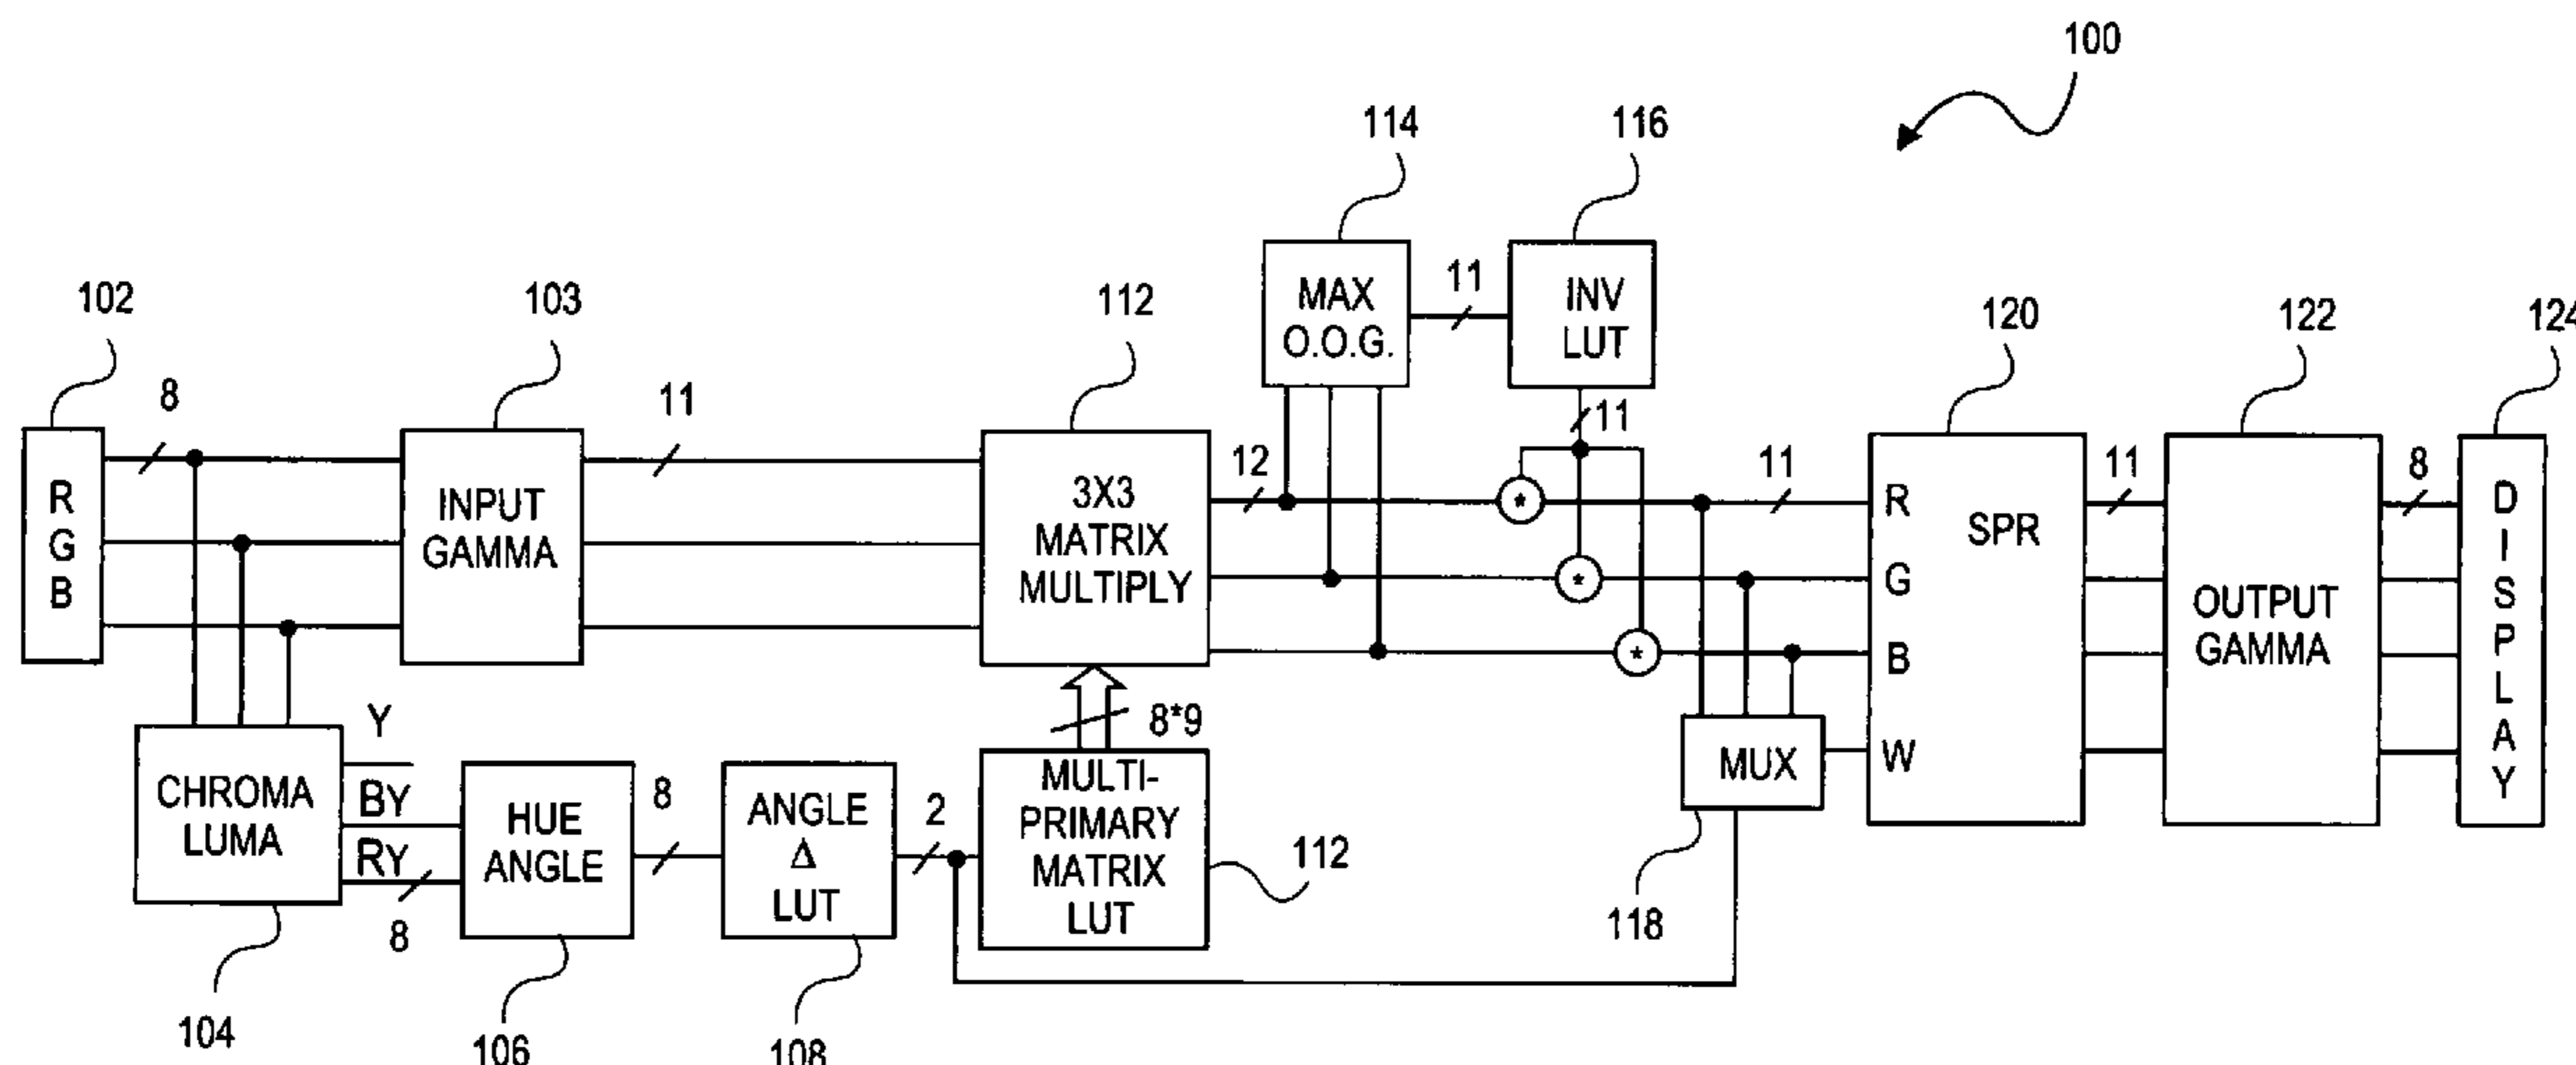 100
114
116
102
103
112
120
122
124
8
11
MAX
O.O.G.
11
INV
LUT
11
R
G
B
INPUT
GAMMA
3X3
MATRIX
MULTIPLY
12
*
*
*
11
R
G
B
W
SPR
11
OUTPUT
GAMMA
8
D
I
S
P
L
A
Y
CHROMA
LUMA
Y
BY
RY
8
HUE
ANGLE
8
ANGLE
Δ
LUT
2
8*9
MULTI-
PRIMARY
MATRIX
LUT
112
MUX
118
104
106
108